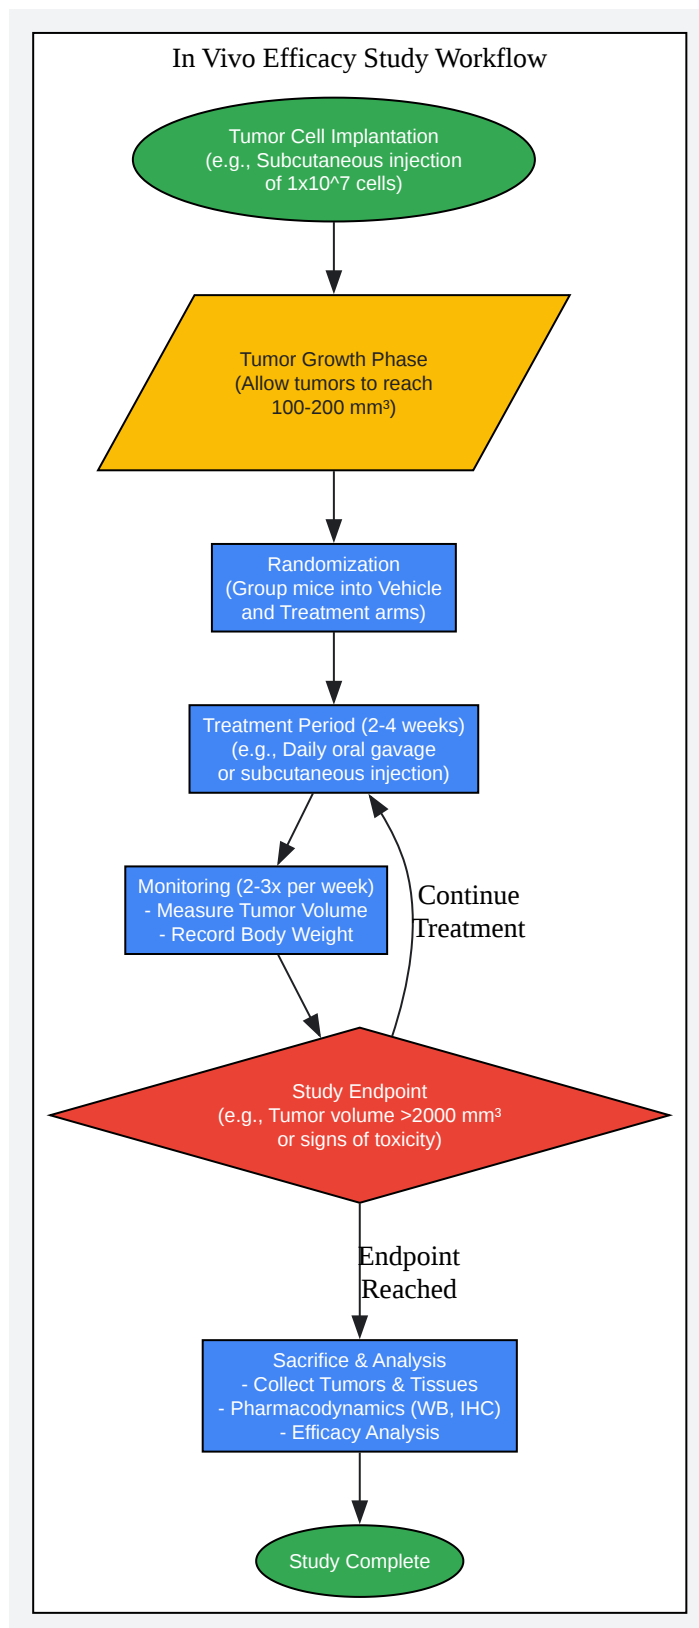 In Vivo Efficacy Study Workflow
Tumor Cell Implantation
(e.g., Subcutaneous injection
of 1x10^7 cells)
Tumor Growth Phase
(Allow tumors to reach
100-200 mm³)
Randomization
(Group mice into Vehicle
and Treatment arms)
Treatment Period (2-4 weeks)
(e.g., Daily oral gavage
or subcutaneous injection)
Monitoring (2-3x per week)
- Measure Tumor Volume
- Record Body Weight
Continue
Treatment
Study Endpoint
(e.g., Tumor volume >2000 mm³
or signs of toxicity)
Endpoint
Reached
Sacrifice & Analysis
- Collect Tumors & Tissues
- Pharmacodynamics (WB, IHC)
- Efficacy Analysis
Study Complete